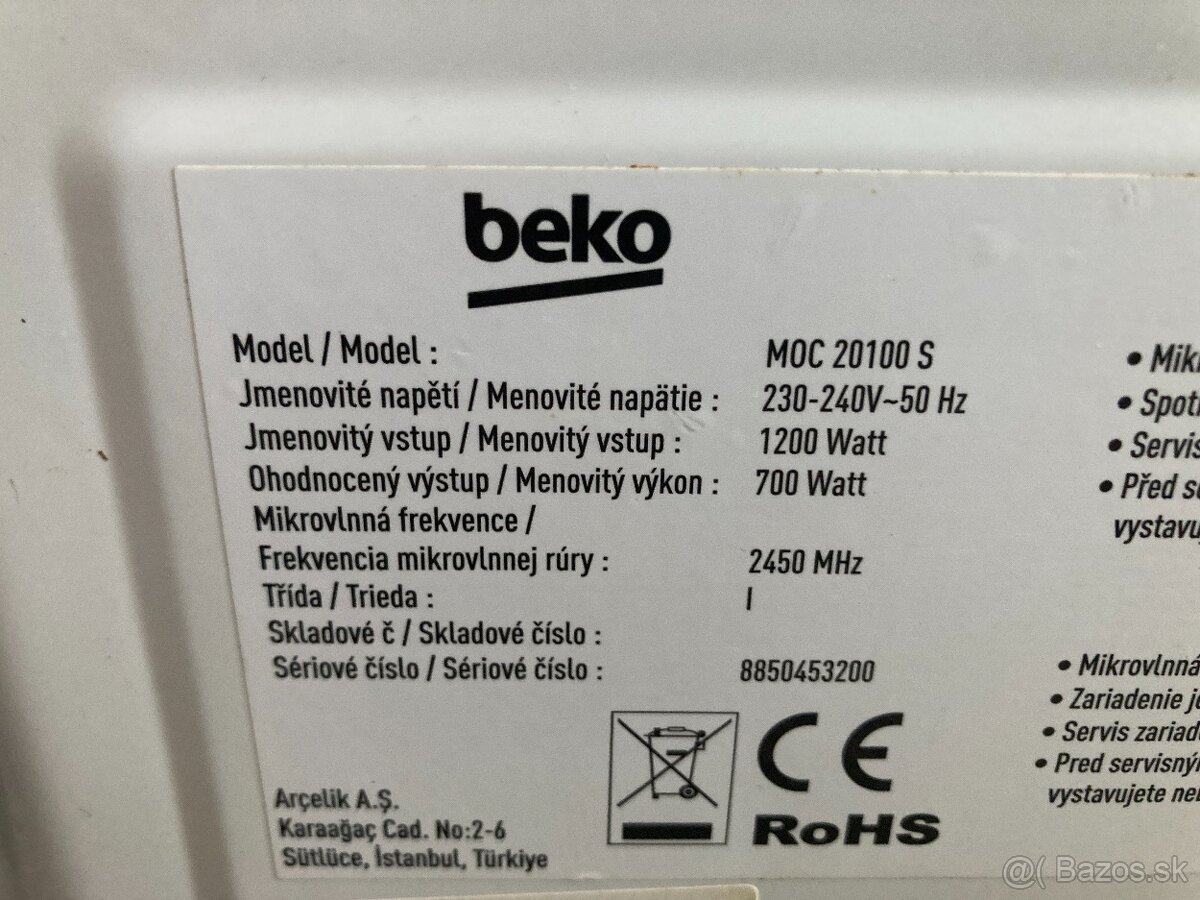 beko
Model / Model : MOC 20100 S
Jmenovité napětí / Menovité napätie : 230-240V~50 Hz
Jmenovitý vstup / Menovitý vstup : 1200 Watt
Ohodnocený výstup / Menovitý výkon : 700 Watt
Mikrovlnná frekvence /
Frekvencia mikrovlnnej rúry : 2450 MHz
Třída / Trieda : I
Skladové č / Skladové číslo :
Sériové číslo / Sériové číslo : 8850453200
Arçelik A.Ş.
Karaağaç Cad. No:2-6
Sütlüce, İstanbul, Türkiye
CE
RoHS
• Servis
• Před
• Mikrovlnná
• Zariadenie
• Servis zariad
• Pred servisným
vystavujete
@( Bazos.sk